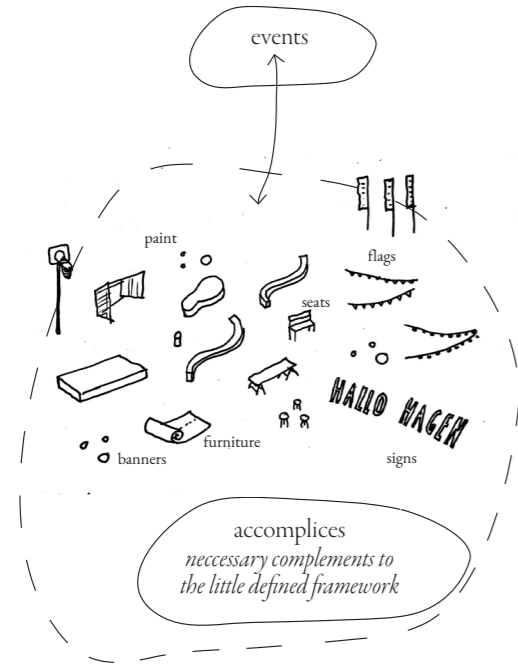 events
paint
flags
seats
HALLO HAGEN
furniture
banners
signs
accomplices
neccessary complements to
the little defined framework